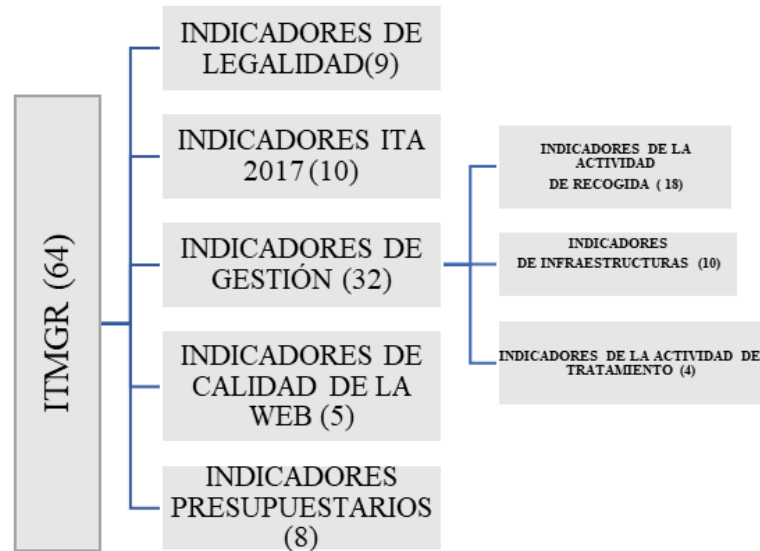 ITMGR (64)
INDICADORES DE
LEGALIDAD(9)
INDICADORES ITA
2017 (10)
INDICADORES DE
GESTIÓN (32)
INDICADORES DE
CALIDAD DE LA
WEB (5)
INDICADORES
PRESUPUESTARIOS
(8)
INDICADORES DE LA
ACTIVIDAD
DE RECOGIDA ( 18)
INDICADORES
DE INFRAESTRUCTURAS (10)
INDICADORES DE LA ACTIVIDAD DE
TRATAMIENTO (4)